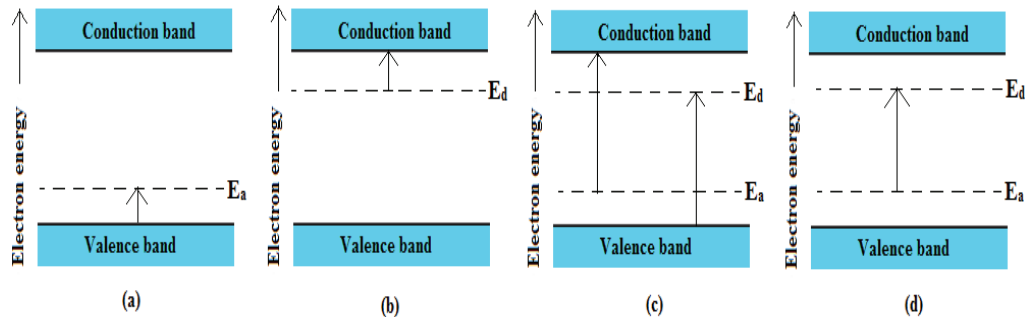 Electron energy
Conduction band
Ea
Valence band
(a)
Electron energy
Conduction band
Ed
Valence band
(b)
Electron energy
Conduction band
Ed
Ea
Valence band
(c)
Electron energy
Conduction band
Ed
Ea
Valence band
(d)